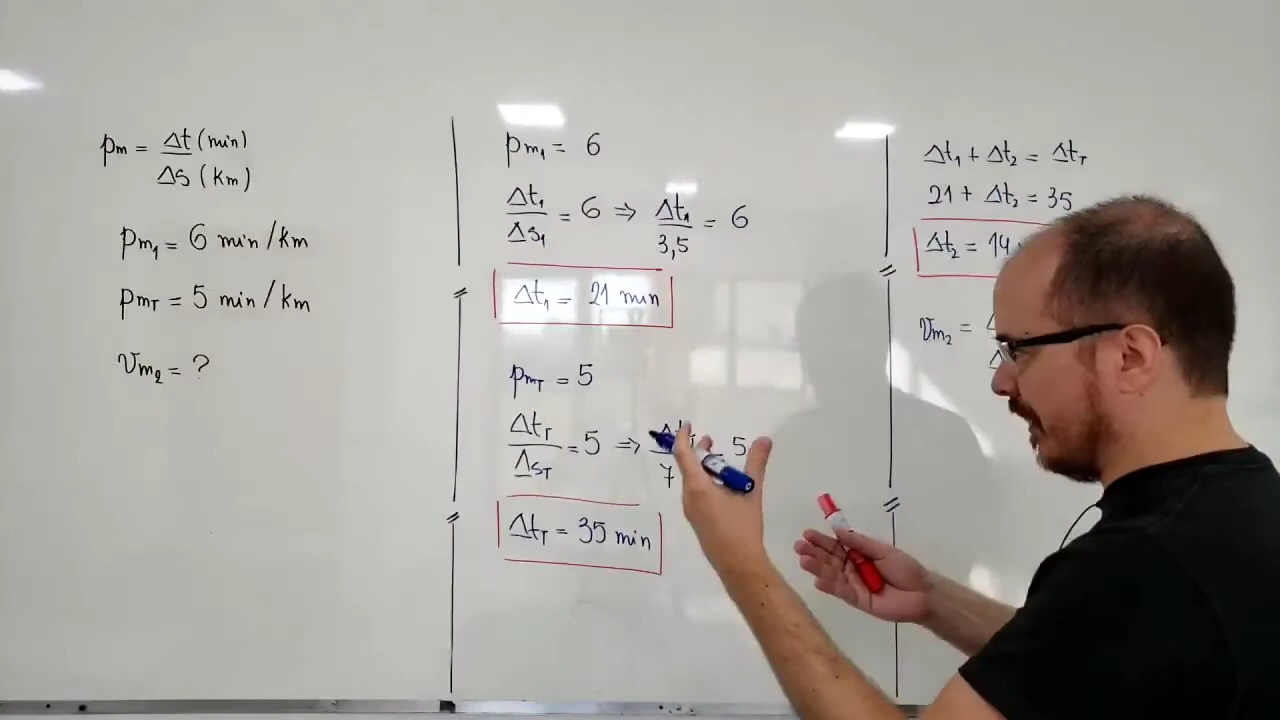 pm = Δt (min)
ΔS (Km)
pm1 = 6 min/Km
pmT = 5 min/Km
Vm2 = ?
pm1 = 6
Δt1 / ΔS1 = 6 ⇒ Δt1 / 3,5 = 6
Δt1 = 21 min
pmT = 5
ΔtT / ΔST = 5 ⇒ / 7 5
ΔtT = 35 min
Δt1 + Δt2 = ΔtT
21 + Δt2 = 35
Δt2 = 14
Vm2 =